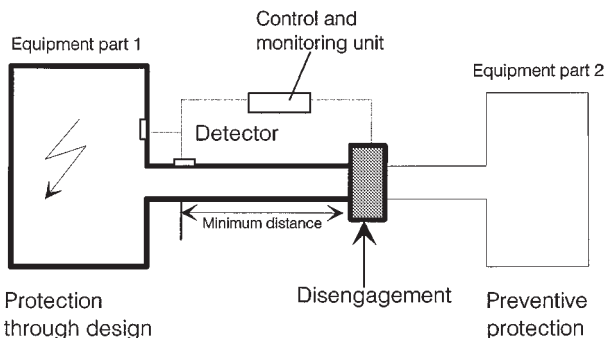 Control and
monitoring unit
Equipment part 1
Equipment part 2
Detector
Minimum distance
Disengagement
Protection
through design
Preventive
protection